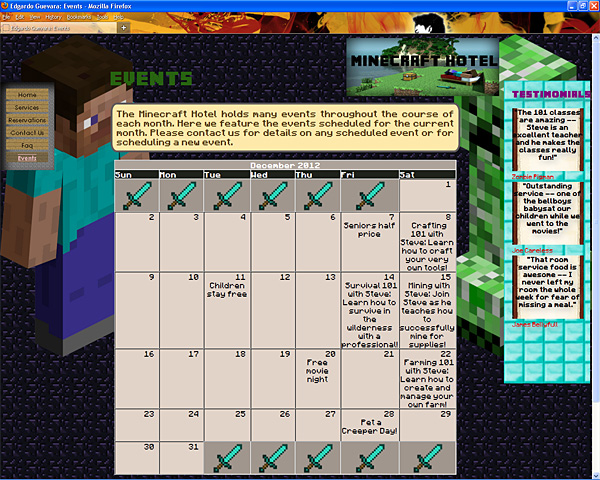 Edgardo Guevara: Events - Mozilla Firefox
File Edit View History Bookmarks Tools Help
Edgardo Guevara: Events
MINECRAFT HOTEL
EVENTS
Home
Services
Reservations
Contact Us
Faq
Events
The Minecraft Hotel holds many events throughout the course of
each month. Here we feature the events scheduled for the current
month. Please contact us for details on any scheduled event or for
scheduling a new event.
December 2012
Sun Mon Tue Wed Thu Fri Sat
1
2 3 4 5 6 7 8
Seniors half
price
Crafting
101 with
Steve: Learn
how to craft
your very
own tools!
9 10 11 12 13 14 15
Children
stay free
Survival 101
with Steve:
Learn how to
survive in
the
wilderness
with a
professional!
Mining with
Steve: Join
Steve as he
teaches how
to
successfully
mine for
supplies!
16 17 18 19 20 21 22
Free
movie
night
Farming 101
with Steve:
Learn how to
create and
manage your
own farm!
23 24 25 26 27 28 29
Pet a
Creeper Day!
30 31
TESTIMONIALS
"The 101 classes
are amazing --
Steve is an
excellent teacher
and he makes the
classes really
fun!"
"Outstanding
service -- one of
the bellboys
babysat our
children while we
went to the
movies!"
Joe Careless
"That room
service food is
awesome -- I
never left my
room the whole
week for fear of
missing a meal."
James Bellyfull